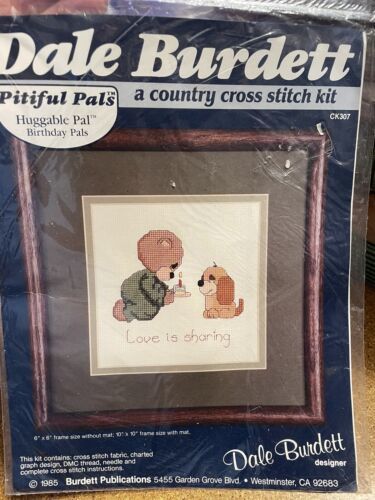 Dale Burdett
Pitiful Pals™
a country cross stitch kit
CK307
Huggable Pal™
Birthday Pals
Love is sharing
6" x 6" frame size without mat; 10" x 10" frame size with mat.
This kit contains: cross stitch fabric, charted
graph design, DMC thread, needle and
complete cross stitch instructions.
Dale Burdett
designer
© 1985 Burdett Publications 5455 Garden Grove Blvd. • Westminster, CA 92683